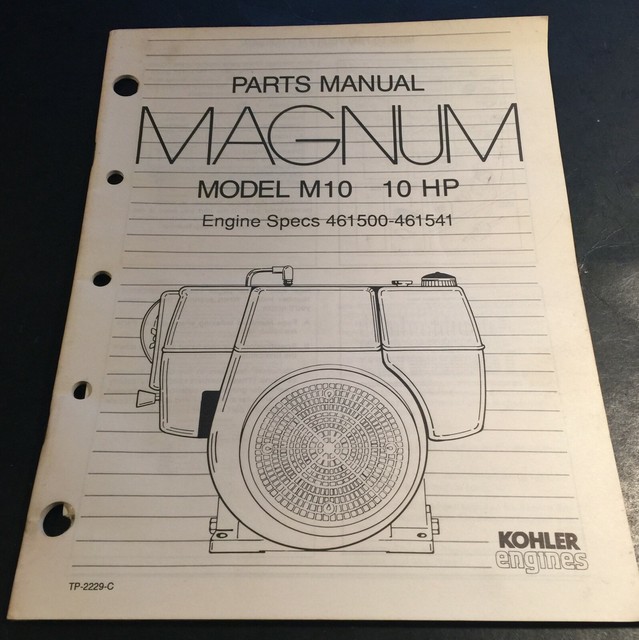 PARTS MANUAL
MAGNUM
MODEL M10 10 HP
Engine Specs 461500-461541
KOHLER
engines
TP-2229-C